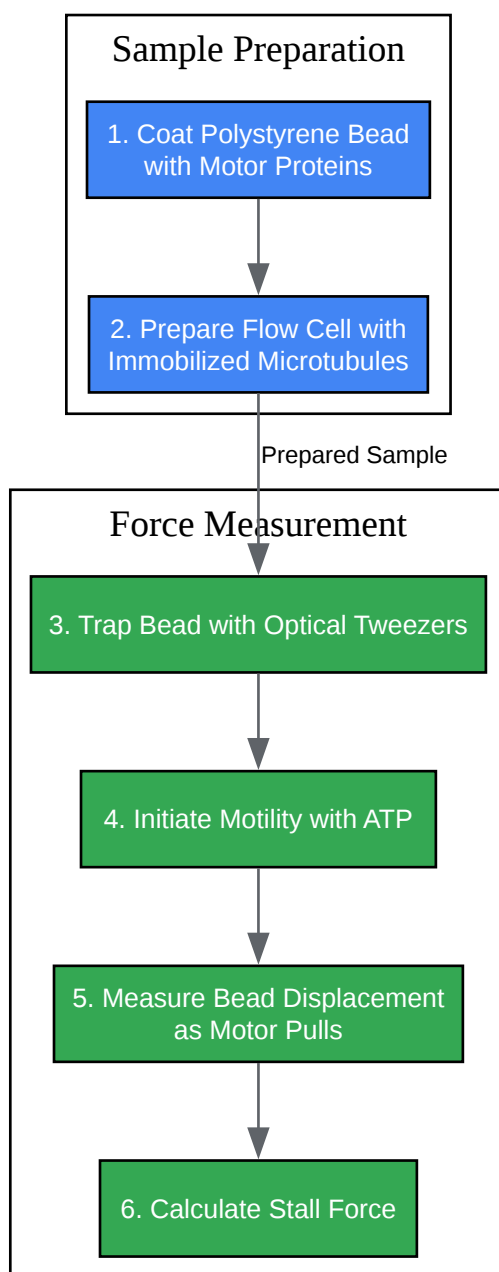 Sample Preparation
1. Coat Polystyrene Bead
with Motor Proteins
2. Prepare Flow Cell with
Immobilized Microtubules
Prepared Sample
Force Measurement
3. Trap Bead with Optical Tweezers
4. Initiate Motility with ATP
5. Measure Bead Displacement
as Motor Pulls
6. Calculate Stall Force